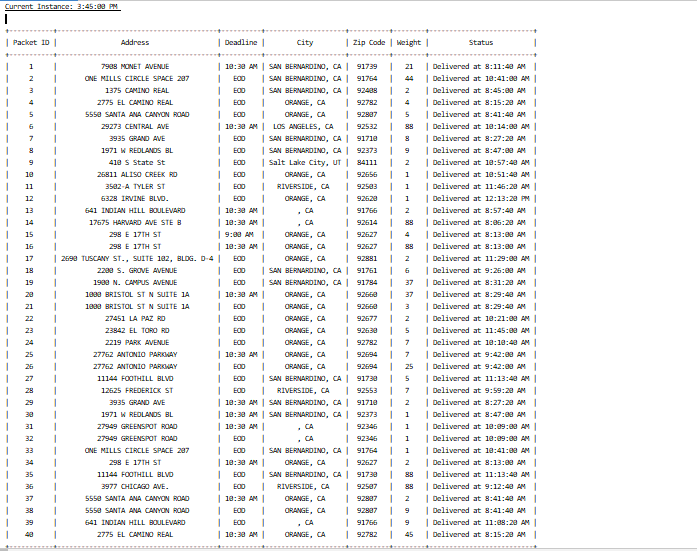 Current Instance: 3:45:00 PM
| Packet ID | Address | Deadline | City | Zip Code | Weight | Status |
| 1 | 7908 MONET AVENUE | 10:30 AM | SAN BERNARDINO, CA | 91739 | 21 | Delivered at 8:11:40 AM |
| 2 | ONE MILLS CIRCLE SPACE 207 | EOD | SAN BERNARDINO, CA | 91764 | 44 | Delivered at 10:41:00 AM |
| 3 | 1375 CAMINO REAL | EOD | SAN BERNARDINO, CA | 92408 | 2 | Delivered at 8:45:00 AM |
| 4 | 2775 EL CAMINO REAL | EOD | ORANGE, CA | 92782 | 4 | Delivered at 8:15:20 AM |
| 5 | 5550 SANTA ANA CANYON ROAD | EOD | ORANGE, CA | 92807 | 5 | Delivered at 8:41:40 AM |
| 6 | 29273 CENTRAL AVE | 10:30 AM | LOS ANGELES, CA | 92532 | 88 | Delivered at 10:14:00 AM |
| 7 | 3935 GRAND AVE | EOD | SAN BERNARDINO, CA | 91710 | 8 | Delivered at 8:27:20 AM |
| 8 | 1971 W REDLANDS BL | EOD | SAN BERNARDINO, CA | 92373 | 9 | Delivered at 8:47:00 AM |
| 9 | 410 S State St | EOD | Salt Lake City, UT | 84111 | 2 | Delivered at 10:57:40 AM |
| 10 | 26811 ALISO CREEK RD | EOD | ORANGE, CA | 92656 | 1 | Delivered at 10:51:40 AM |
| 11 | 3502-A TYLER ST | EOD | RIVERSIDE, CA | 92503 | 1 | Delivered at 11:46:20 AM |
| 12 | 6328 IRVINE BLVD. | EOD | ORANGE, CA | 92620 | 1 | Delivered at 12:13:20 PM |
| 13 | 641 INDIAN HILL BOULEVARD | 10:30 AM | , CA | 91766 | 2 | Delivered at 8:57:40 AM |
| 14 | 17675 HARVARD AVE STE B | 10:30 AM | , CA | 92614 | 88 | Delivered at 8:06:20 AM |
| 15 | 298 E 17TH ST | 9:00 AM | ORANGE, CA | 92627 | 4 | Delivered at 8:13:00 AM |
| 16 | 298 E 17TH ST | 10:30 AM | ORANGE, CA | 92627 | 88 | Delivered at 8:13:00 AM |
| 17 | 2690 TUSCANY ST., SUITE 102, BLDG. D-4 | EOD | ORANGE, CA | 92881 | 2 | Delivered at 11:29:00 AM |
| 18 | 2200 S. GROVE AVENUE | EOD | SAN BERNARDINO, CA | 91761 | 6 | Delivered at 9:26:00 AM |
| 19 | 1900 N. CAMPUS AVENUE | EOD | SAN BERNARDINO, CA | 91784 | 37 | Delivered at 8:31:20 AM |
| 20 | 1000 BRISTOL ST N SUITE 1A | 10:30 AM | ORANGE, CA | 92660 | 37 | Delivered at 8:29:40 AM |
| 21 | 1000 BRISTOL ST N SUITE 1A | EOD | ORANGE, CA | 92660 | 3 | Delivered at 8:29:40 AM |
| 22 | 27451 LA PAZ RD | EOD | ORANGE, CA | 92677 | 2 | Delivered at 10:21:00 AM |
| 23 | 23842 EL TORO RD | EOD | ORANGE, CA | 92630 | 5 | Delivered at 11:45:00 AM |
| 24 | 2219 PARK AVENUE | EOD | ORANGE, CA | 92782 | 7 | Delivered at 10:10:40 AM |
| 25 | 27762 ANTONIO PARKWAY | 10:30 AM | ORANGE, CA | 92694 | 7 | Delivered at 9:42:00 AM |
| 26 | 27762 ANTONIO PARKWAY | EOD | ORANGE, CA | 92694 | 25 | Delivered at 9:42:00 AM |
| 27 | 11144 FOOTHILL BLVD | EOD | SAN BERNARDINO, CA | 91730 | 5 | Delivered at 11:13:40 AM |
| 28 | 12625 FREDERICK ST | EOD | RIVERSIDE, CA | 92553 | 7 | Delivered at 9:59:20 AM |
| 29 | 3935 GRAND AVE | 10:30 AM | SAN BERNARDINO, CA | 91710 | 2 | Delivered at 8:27:20 AM |
| 30 | 1971 W REDLANDS BL | 10:30 AM | SAN BERNARDINO, CA | 92373 | 1 | Delivered at 8:47:00 AM |
| 31 | 27949 GREENSPOT ROAD | 10:30 AM | , CA | 92346 | 1 | Delivered at 10:09:00 AM |
| 32 | 27949 GREENSPOT ROAD | EOD | , CA | 92346 | 1 | Delivered at 10:09:00 AM |
| 33 | ONE MILLS CIRCLE SPACE 207 | EOD | SAN BERNARDINO, CA | 91764 | 1 | Delivered at 10:41:00 AM |
| 34 | 298 E 17TH ST | 10:30 AM | ORANGE, CA | 92627 | 2 | Delivered at 8:13:00 AM |
| 35 | 11144 FOOTHILL BLVD | EOD | SAN BERNARDINO, CA | 91730 | 88 | Delivered at 11:13:40 AM |
| 36 | 3977 CHICAGO AVE. | EOD | RIVERSIDE, CA | 92507 | 88 | Delivered at 9:12:40 AM |
| 37 | 5550 SANTA ANA CANYON ROAD | 10:30 AM | ORANGE, CA | 92807 | 2 | Delivered at 8:41:40 AM |
| 38 | 5550 SANTA ANA CANYON ROAD | EOD | ORANGE, CA | 92807 | 9 | Delivered at 8:41:40 AM |
| 39 | 641 INDIAN HILL BOULEVARD | EOD | , CA | 91766 | 9 | Delivered at 11:08:20 AM |
| 40 | 2775 EL CAMINO REAL | 10:30 AM | ORANGE, CA | 92782 | 45 | Delivered at 8:15:20 AM |